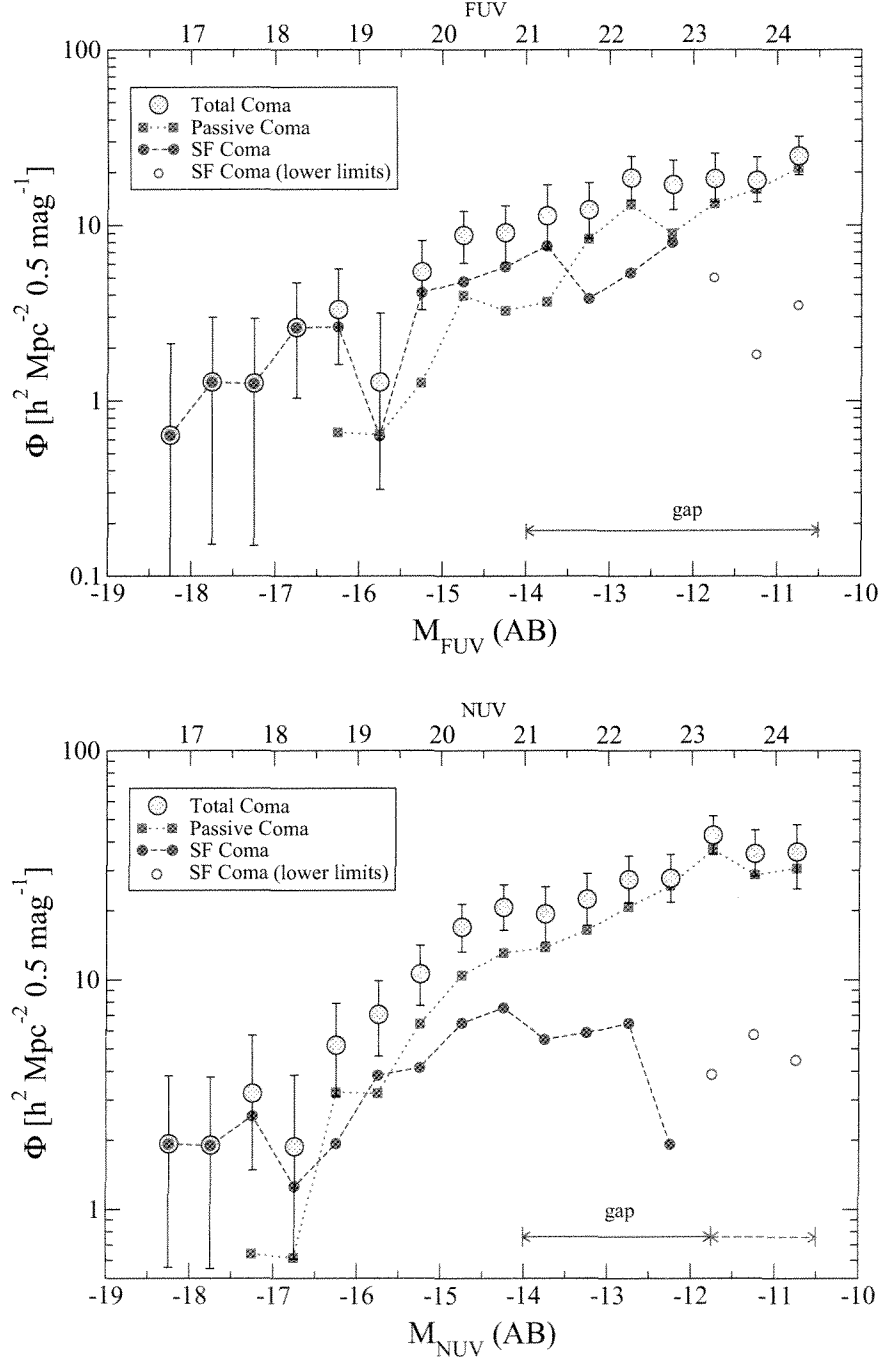 FUV
17 18 19 20 21 22 23 24
100
10
1
0.1
Φ [h² Mpc⁻² 0.5 mag⁻¹]
Total Coma
Passive Coma
SF Coma
SF Coma (lower limits)
gap
-19 -18 -17 -16 -15 -14 -13 -12 -11 -10
M_FUV (AB)
NUV
17 18 19 20 21 22 23 24
100
10
1
Φ [h² Mpc⁻² 0.5 mag⁻¹]
Total Coma
Passive Coma
SF Coma
SF Coma (lower limits)
gap
-19 -18 -17 -16 -15 -14 -13 -12 -11 -10
M_NUV (AB)